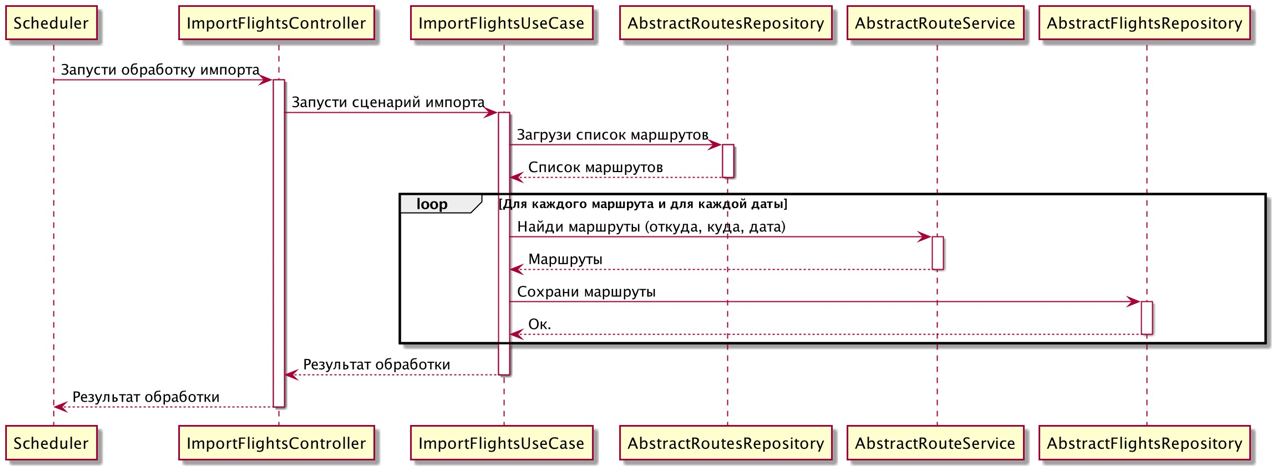 Scheduler
ImportFlightsController
ImportFlightsUseCase
AbstractRoutesRepository
AbstractRouteService
AbstractFlightsRepository
Запусти обработку импорта
Запусти сценарий импорта
Загрузи список маршрутов
Список маршрутов
loop
[Для каждого маршрута и для каждой даты]
Найди маршруты (откуда, куда, дата)
Маршруты
Сохрани маршруты
Ок.
Результат обработки
Результат обработки
Scheduler
ImportFlightsController
ImportFlightsUseCase
AbstractRoutesRepository
AbstractRouteService
AbstractFlightsRepository